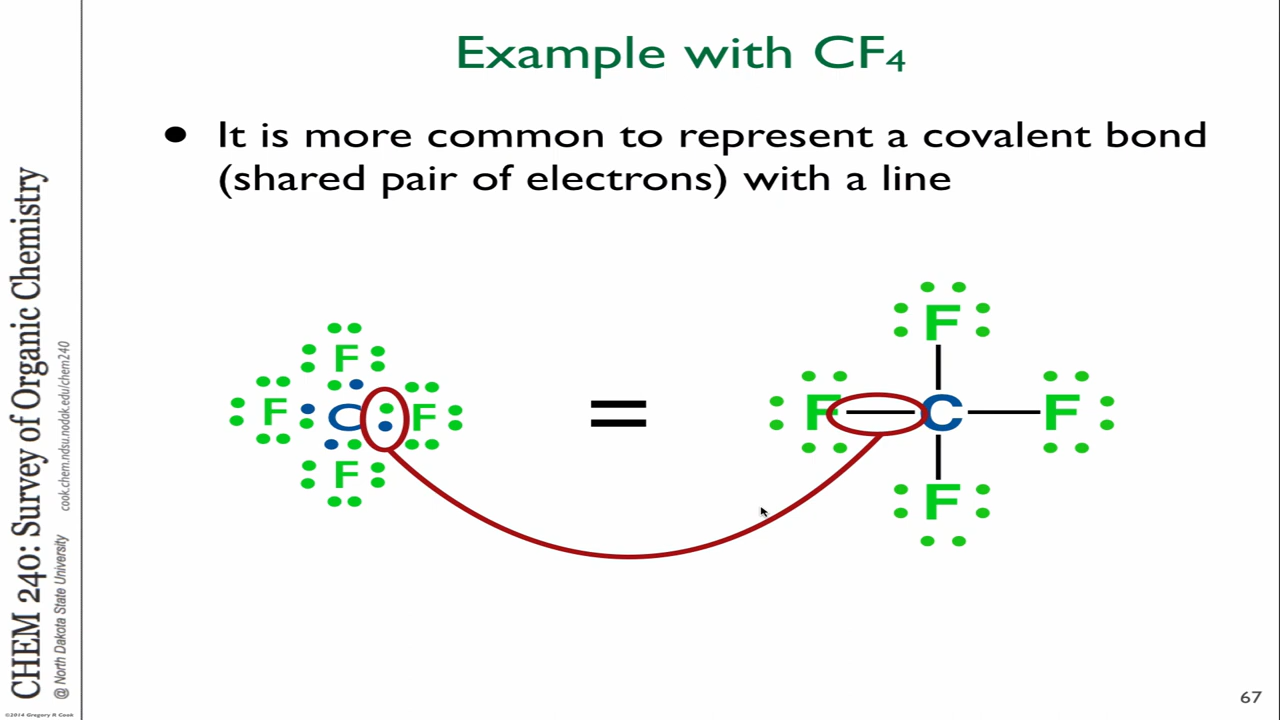 Example with CF₄
● It is more common to represent a covalent bond
(shared pair of electrons) with a line
F
F C F
F
=
F
F C F
F
CHEM 240: Survey of Organic Chemistry
@ North Dakota State University cook.chem.ndsu.nodak.edu/chem240
©2014 Gregory R Cook
67